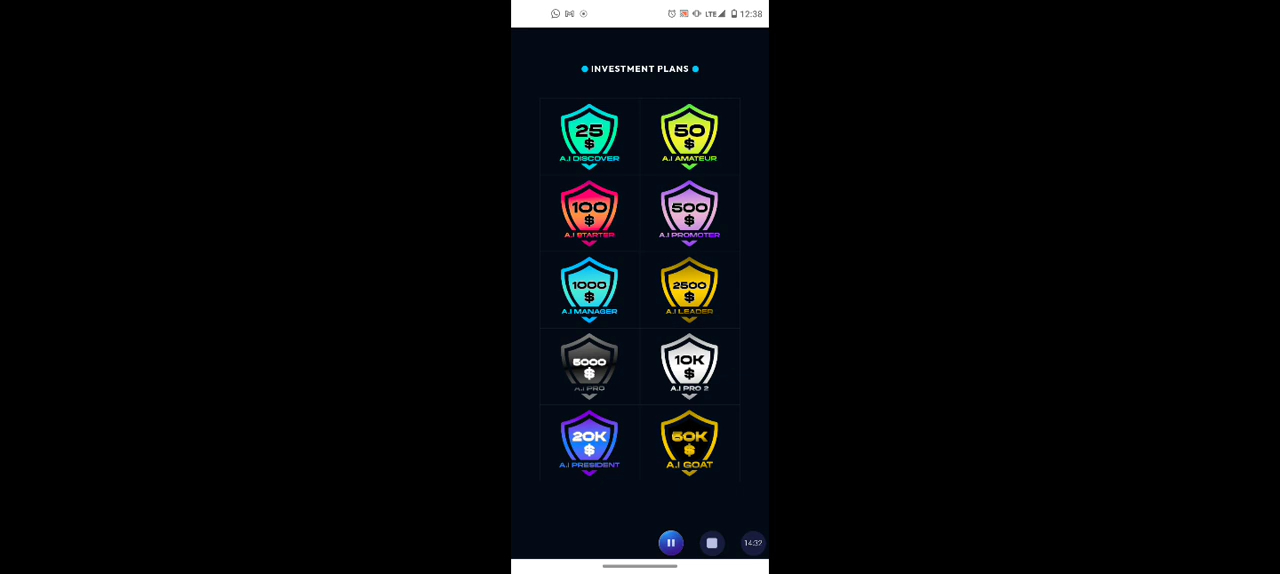 LTE 12:38
INVESTMENT PLANS
25
$
A.I DISCOVER
50
$
A.I AMATEUR
100
$
A.I STARTER
500
$
A.I PROMOTER
1000
$
A.I MANAGER
2500
$
A.I LEADER
5000
$
A.I PRO
10K
$
A.I PRO 2
20K
$
A.I PRESIDENT
50K
$
A.I GOAT
14:32